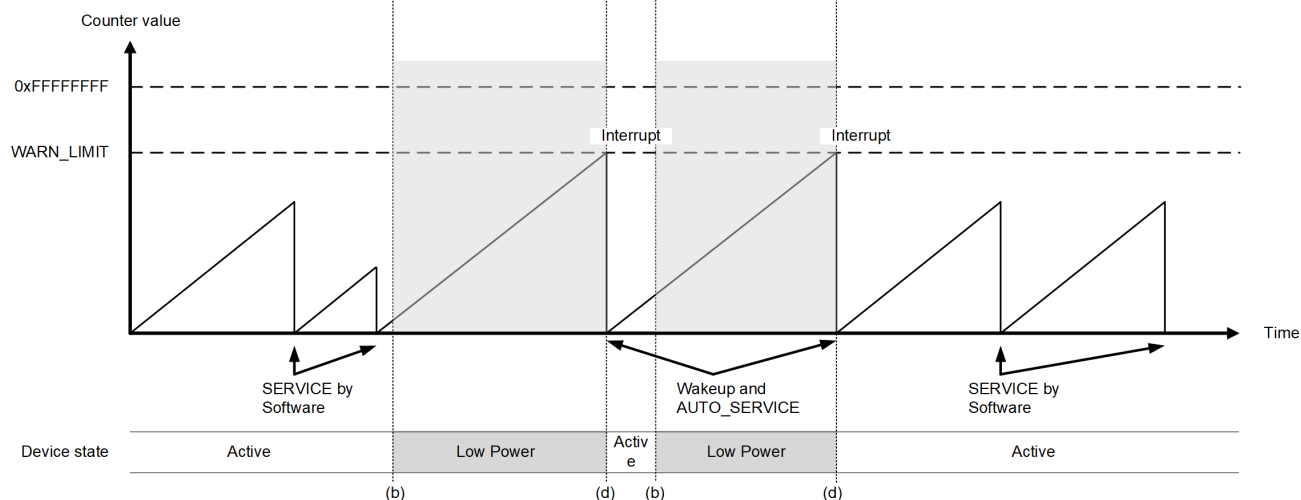 Counter value
0xFFFFFFFF
WARN_LIMIT
Interrupt
Interrupt
Time
SERVICE by
Software
Wakeup and
AUTO_SERVICE
SERVICE by
Software
Device state
Active
Low Power
Activ
e
Low Power
Active
(b)
(d)
(b)
(d)